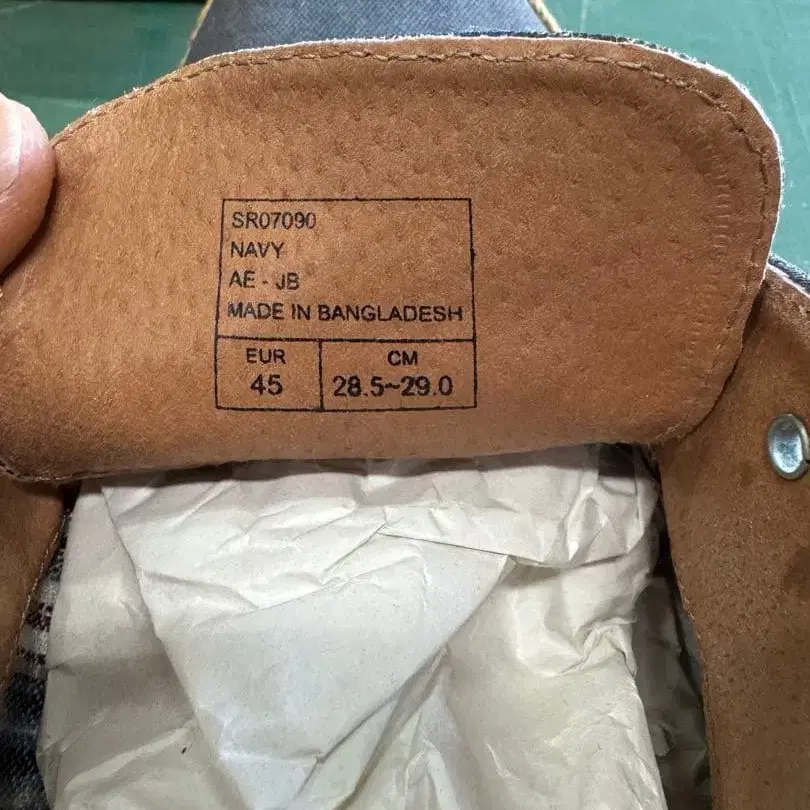 SR07090
NAVY
AE - JB
MADE IN BANGLADESH
EUR CM
45 28.5~29.0